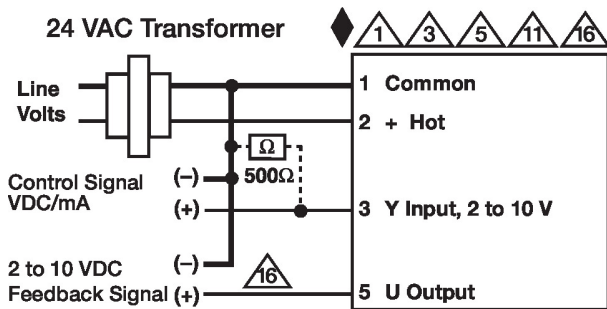 24 VAC Transformer
1 3 5 11 16
Line
Volts
1 Common
2 + Hot
Ω
500Ω
Control Signal (-)
VDC/mA
(+)
3 Y Input, 2 to 10 V
2 to 10 VDC (-)
16
Feedback Signal (+)
5 U Output